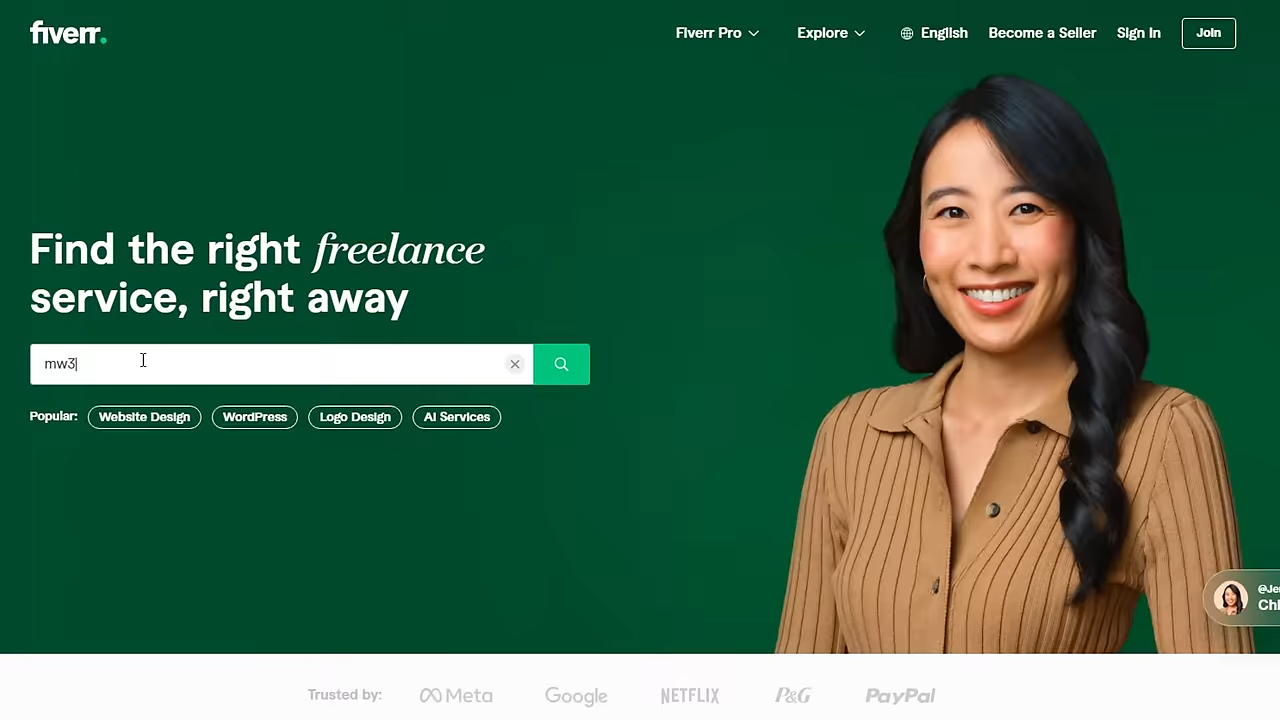 fiverr.
Fiverr Pro Explore English Become a Seller Sign In Join
Find the right freelance
service, right away
mw3
Popular: Website Design WordPress Logo Design AI Services
Trusted by: Meta Google NETFLIX P&G PayPal